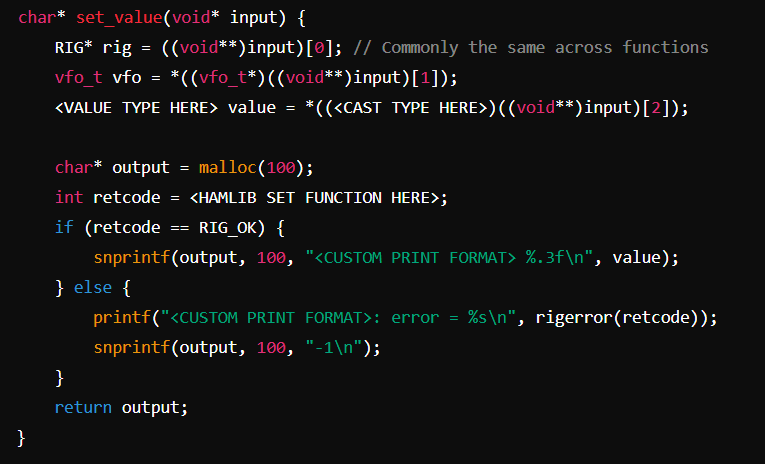 char* set_value(void* input) {
    RIG* rig = ((void**)input)[0]; // Commonly the same across functions
    vfo_t vfo = *((vfo_t*)((void**)input)[1]);
    <VALUE TYPE HERE> value = *((<CAST TYPE HERE>)((void**)input)[2]);

    char* output = malloc(100);
    int retcode = <HAMLIB SET FUNCTION HERE>;
    if (retcode == RIG_OK) {
        snprintf(output, 100, "<CUSTOM PRINT FORMAT> %.3f\n", value);
    } else {
        printf("<CUSTOM PRINT FORMAT>: error = %s\n", rigerror(retcode));
        snprintf(output, 100, "-1\n");
    }
    return output;
}